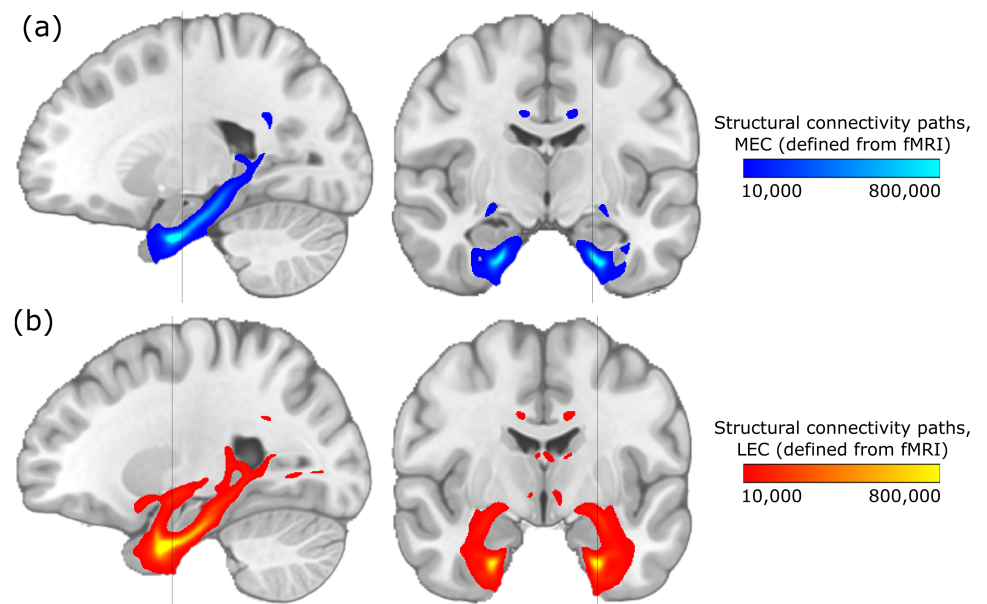 (a)
Structural connectivity paths,
MEC (defined from fMRI)
10,000 800,000
(b)
Structural connectivity paths,
LEC (defined from fMRI)
10,000 800,000